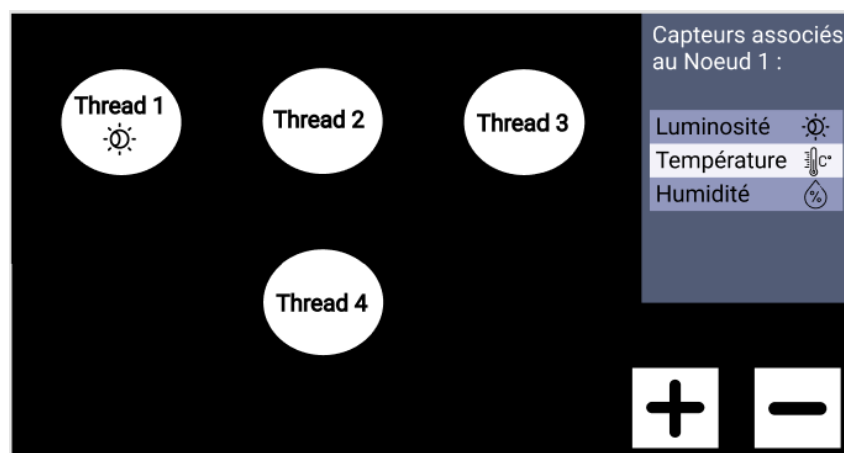 Capteurs associés
au Noeud 1 :
Thread 1
Thread 2
Thread 3
Luminosité
Température C°
Humidité %
Thread 4